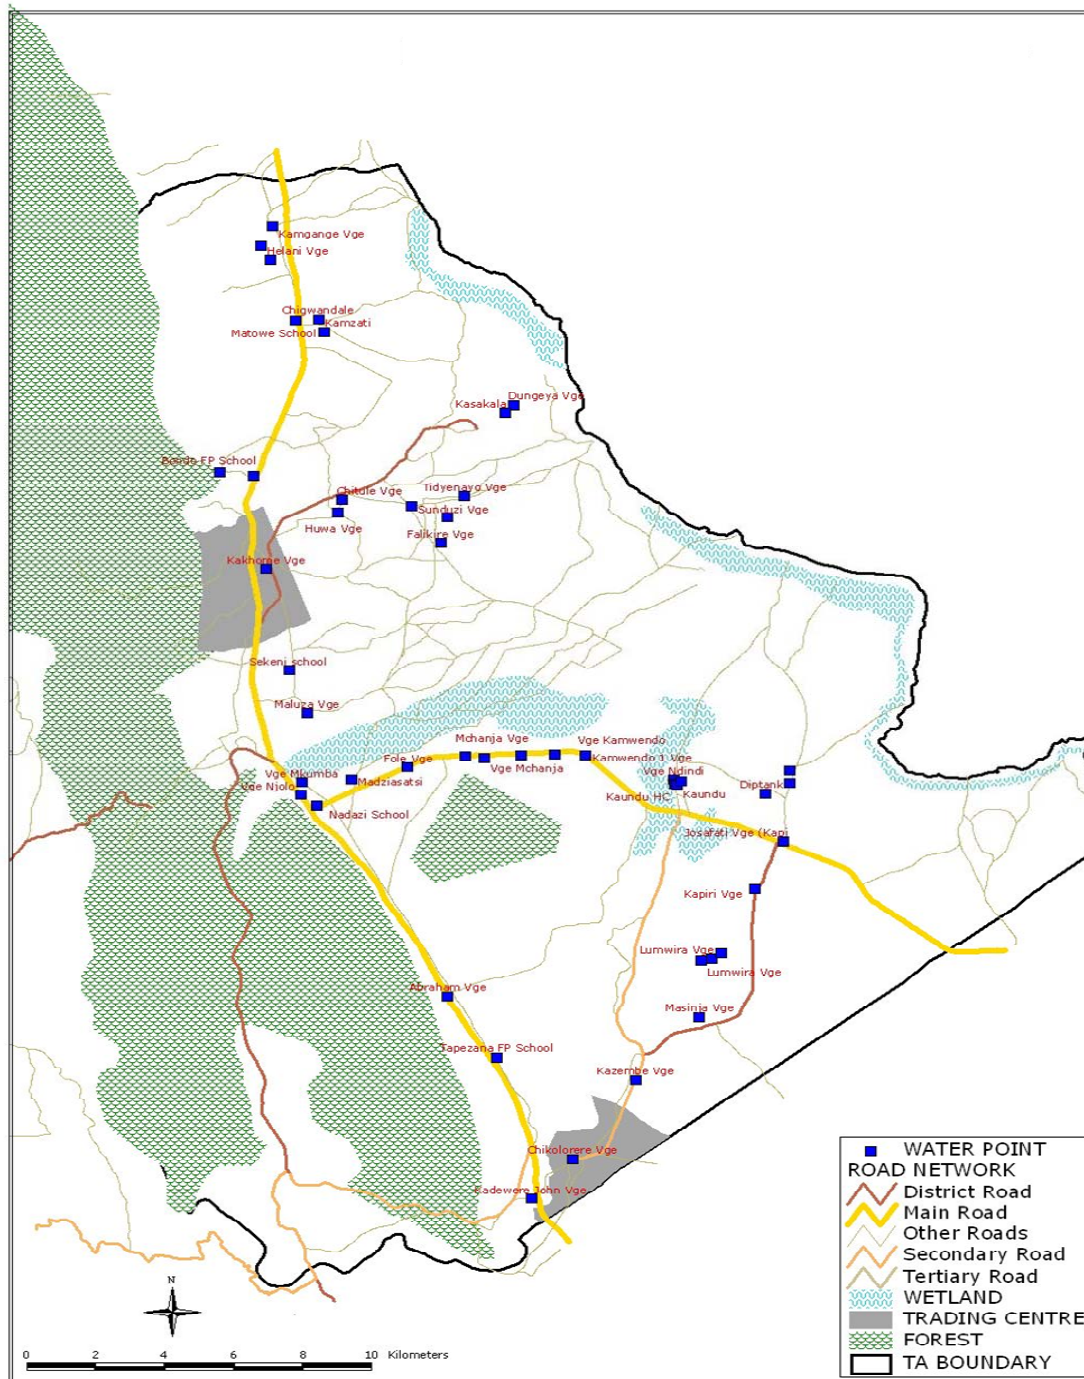 Kamgange Vge
Helani Vge
Chigwandale
Kamzati
Matowe School
Dungeya Vge
Kasakala
Bondo FP School
Chitule Vge
Tidyenayo Vge
Sunduzi Vge
Huwa Vge
Falikire Vge
Kakhome Vge
Sekeni school
Maluza Vge
Mchanja Vge
Vge Kamwendo
Fole Vge
Kamwendo 1 Vge
Vge Mkumba
Madziasatsi
Vge Mchanja
Vge Ndindi
Vge Njolo
Kaundu HC
Kaundu
Diptank
Nadazi School
Josafati Vge (Kapi
Kapiri Vge
Lumwira Vge
Lumwira Vge
Abraham Vge
Masinja Vge
Tapezana FP School
Kazembe Vge
Chikolorere Vge
Kadewere John Vge
WATER POINT
ROAD NETWORK
District Road
Main Road
Other Roads
Secondary Road
Tertiary Road
WETLAND
TRADING CENTRE
FOREST
TA BOUNDARY
N
0 2 4 6 8 10 Kilometers